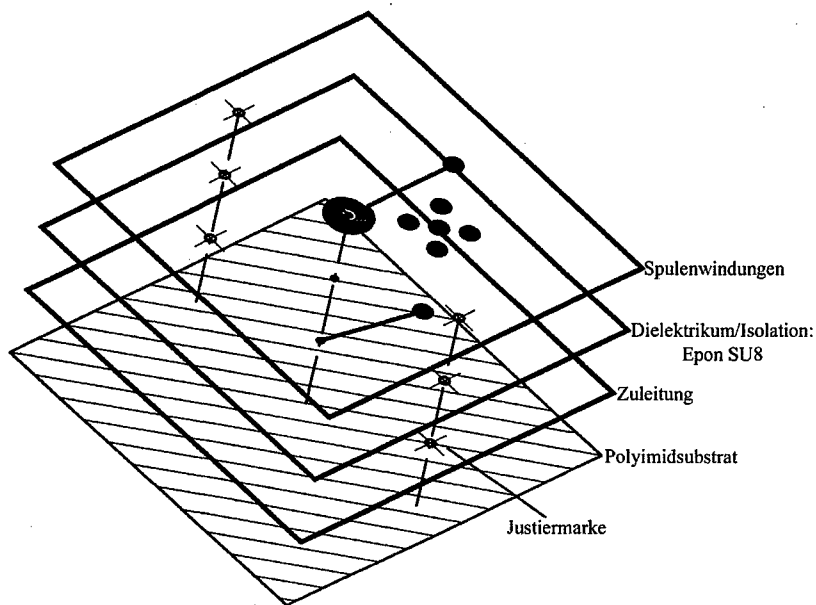 Spulenwindungen
Dielektrikum/Isolation:
Epon SU8
Zuleitung
Polyimidsubstrat
Justiermarke